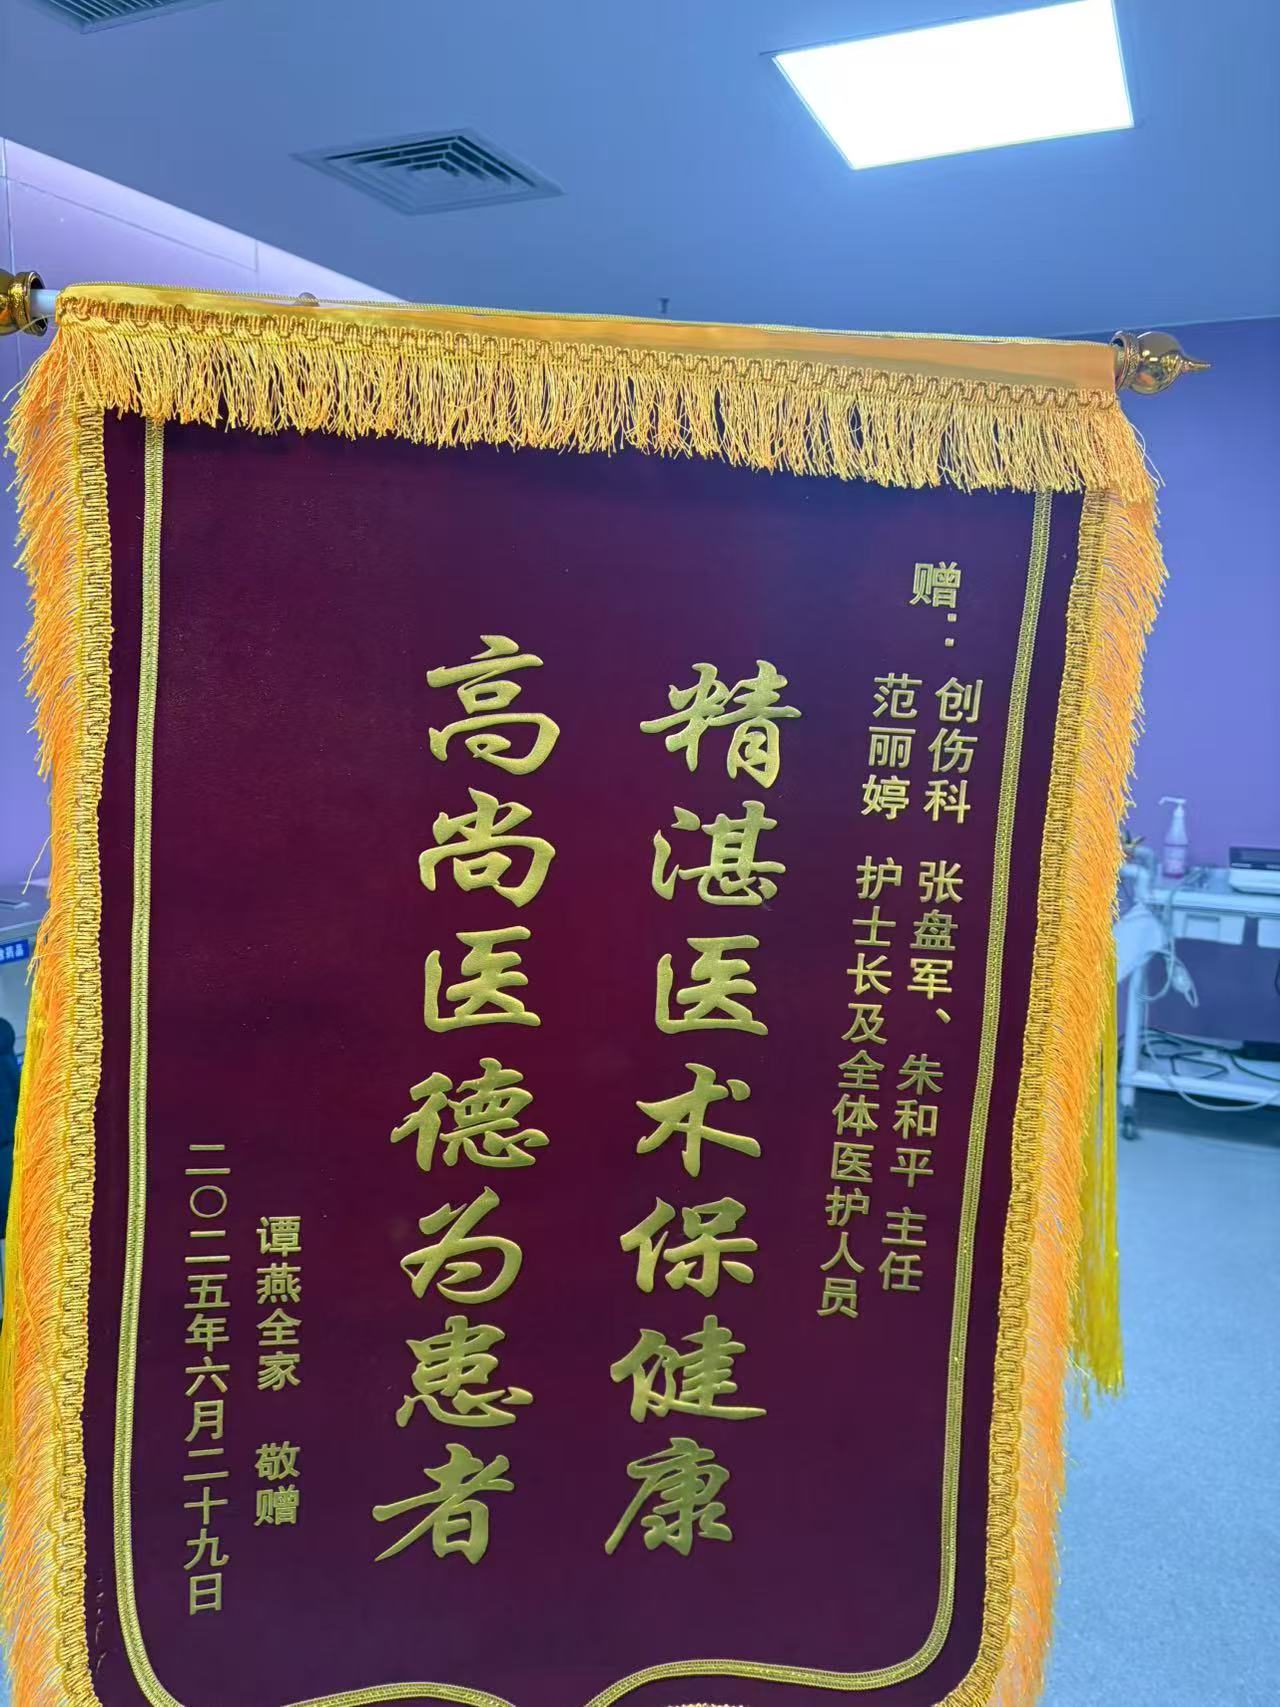 赠：创伤科 张盘军、朱和平 主任
范丽婷 护士长及全体医护人员
精湛医术保健康
高尚医德为患者
谭燕全家 敬赠
二〇二五年六月二十九日